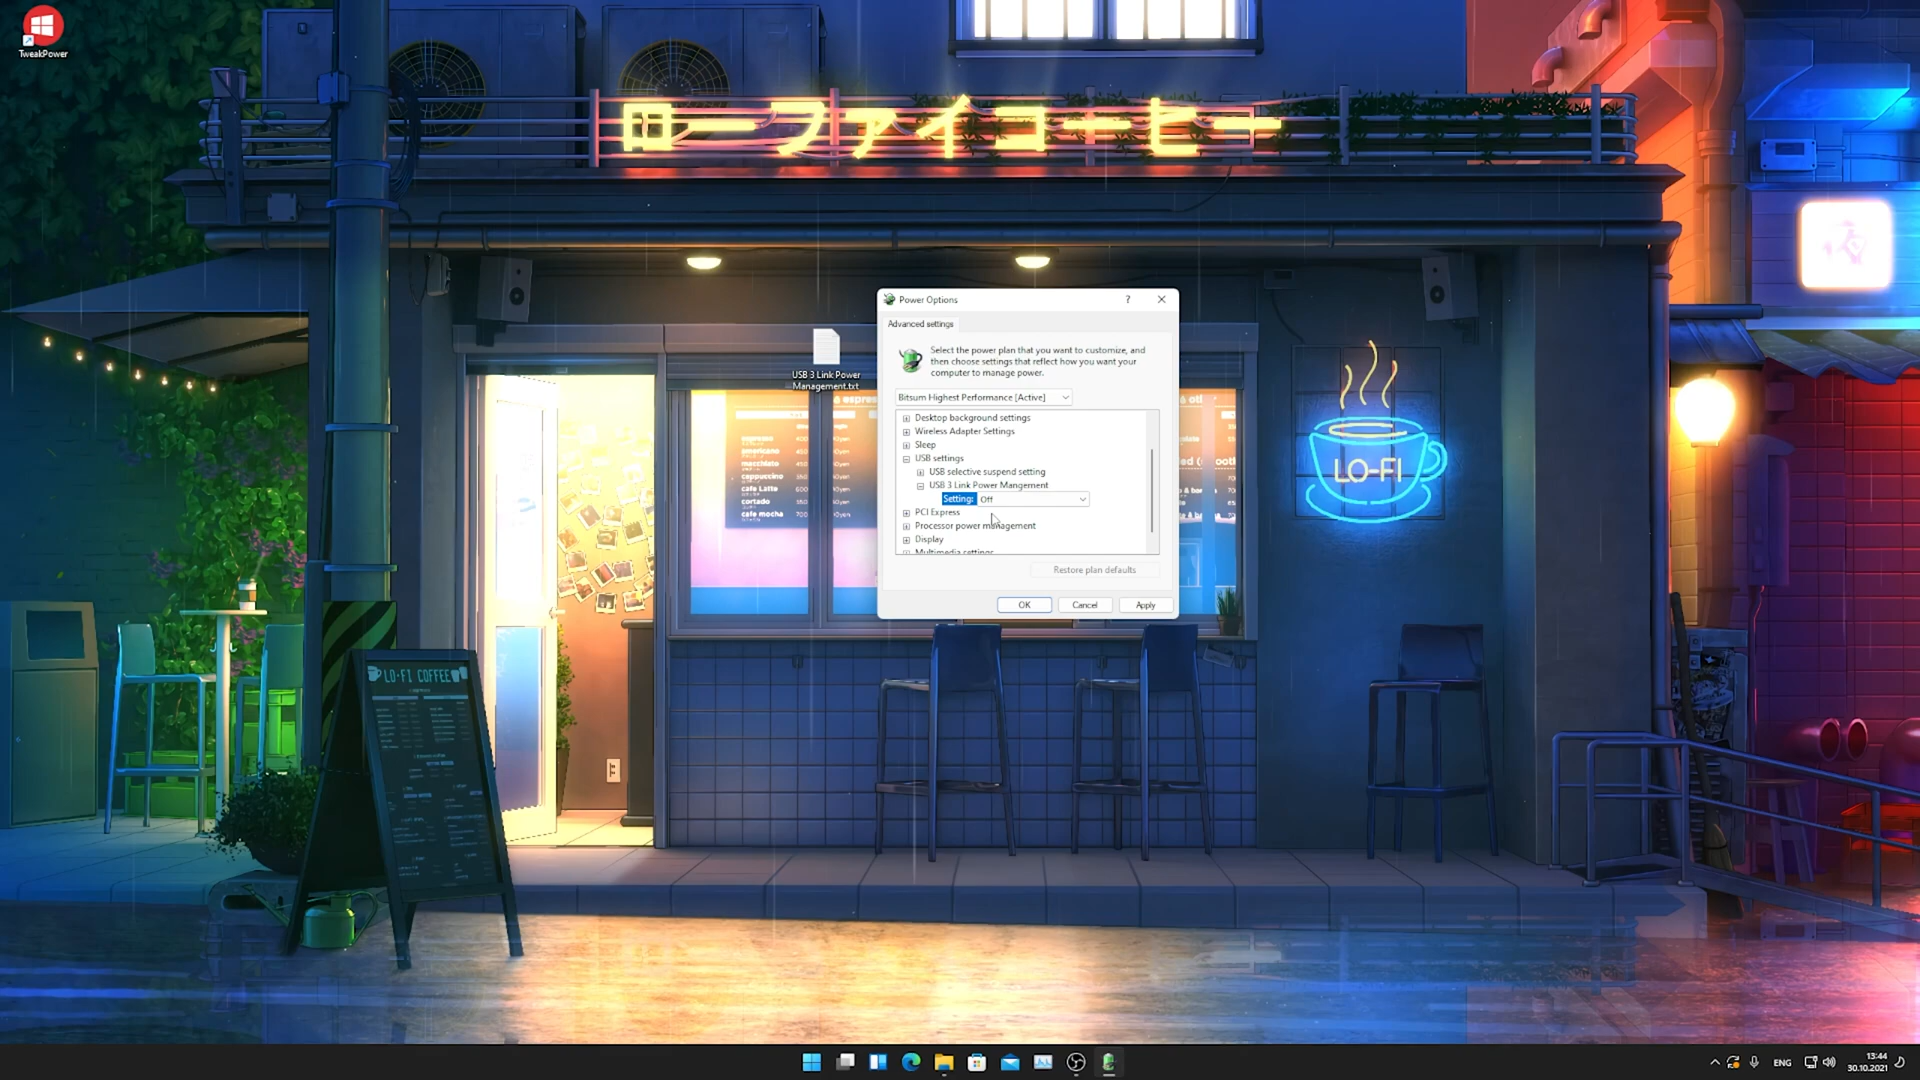 TweakPower
ローファイコーヒー
USB 3 Link Power
Management.txt
Power Options
?
Advanced settings
Select the power plan that you want to customize, and
then choose settings that reflect how you want your
computer to manage power.
Bitsum Highest Performance [Active]
Desktop background settings
Wireless Adapter Settings
Sleep
USB settings
USB selective suspend setting
USB 3 Link Power Mengement
Setting: Off
PCI Express
Processor power management
Display
Multimedia settings
Restore plan defaults
OK
Cancel
Apply
espresso
americano
macchiato
cappuccino
cafe Latte
cortado
cafe mocha
LO-FI
LO-FI COFFEE
ENG
13:44
30.10.2021